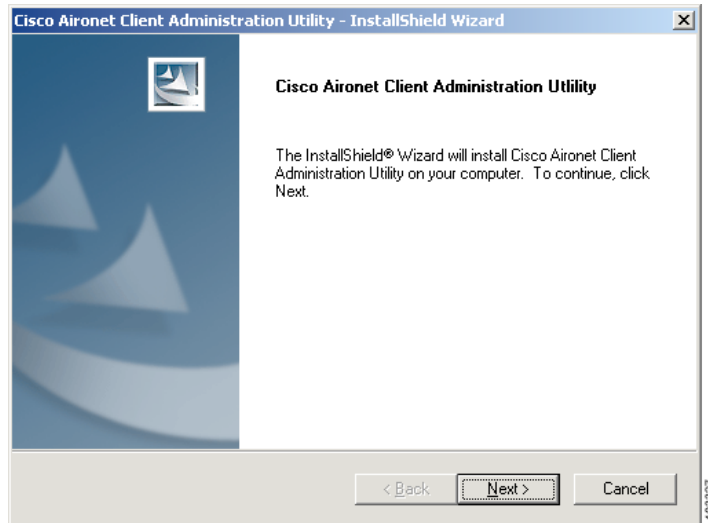 Cisco Aironet Client Administration Utility - InstallShield Wizard
Cisco Aironet Client Administration Utlility
The InstallShield® Wizard will install Cisco Aironet Client
Administration Utility on your computer. To continue, click
Next.
< Back
Next >
Cancel